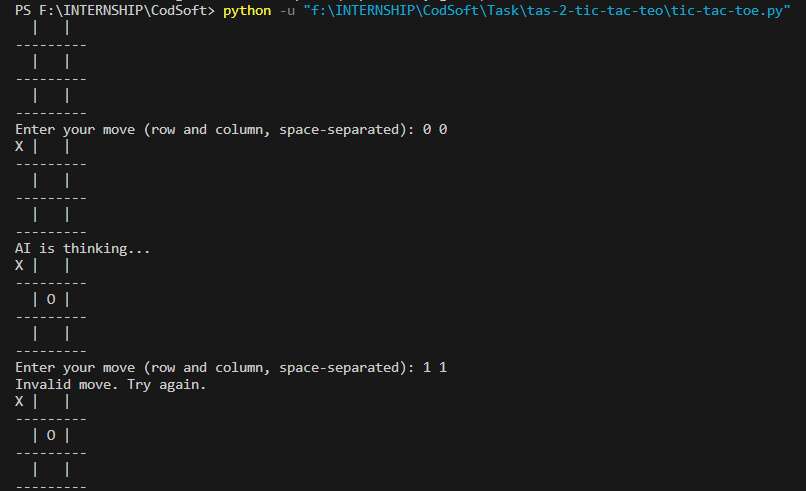 PS F:\INTERNSHIP\CodSoft> python -u "f:\INTERNSHIP\CodSoft\Task\tas-2-tic-tac-teo\tic-tac-toe.py"
  |   |
---------
  |   |
---------
  |   |
---------
Enter your move (row and column, space-separated): 0 0
X |   |
---------
  |   |
---------
  |   |
---------
AI is thinking...
X |   |
---------
  | O |
---------
  |   |
---------
Enter your move (row and column, space-separated): 1 1
Invalid move. Try again.
X |   |
---------
  | O |
---------
  |   |
---------